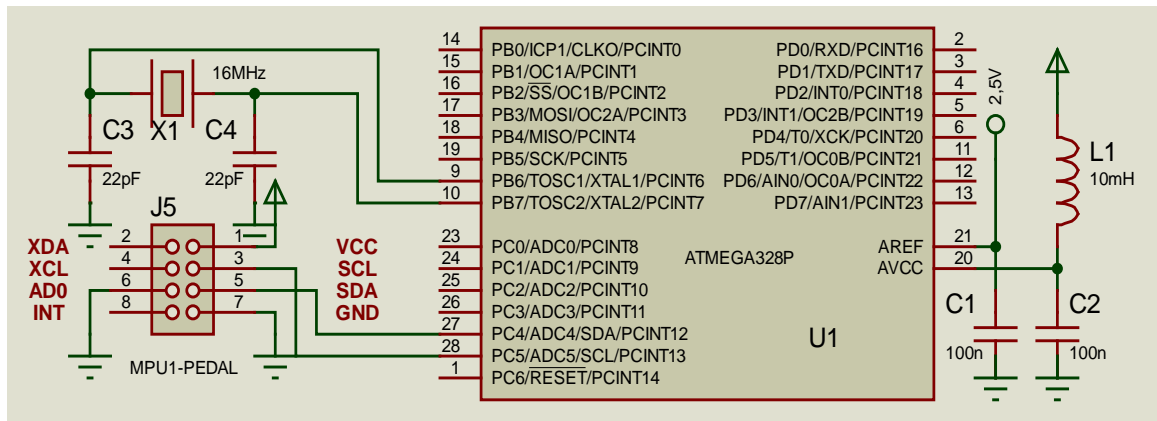 14 PB0/ICP1/CLKO/PCINT0 PD0/RXD/PCINT16 2
15 PB1/OC1A/PCINT1 PD1/TXD/PCINT17 3
16 PB2/SS/OC1B/PCINT2 PD2/INT0/PCINT18 4
17 PB3/MOSI/OC2A/PCINT3 PD3/INT1/OC2B/PCINT19 5
18 PB4/MISO/PCINT4 PD4/T0/XCK/PCINT20 6
19 PB5/SCK/PCINT5 PD5/T1/OC0B/PCINT21 11
9 PB6/TOSC1/XTAL1/PCINT6 PD6/AIN0/OC0A/PCINT22 12
10 PB7/TOSC2/XTAL2/PCINT7 PD7/AIN1/PCINT23 13
23 PC0/ADC0/PCINT8 AREF 21
24 PC1/ADC1/PCINT9 AVCC 20
25 PC2/ADC2/PCINT10
26 PC3/ADC3/PCINT11
27 PC4/ADC4/SDA/PCINT12
28 PC5/ADC5/SCL/PCINT13
1 PC6/RESET/PCINT14
ATMEGA328P
U1
16MHz
X1
C3
22pF
C4
22pF
J5
XDA 2 1 VCC
XCL 4 3 SCL
AD0 6 5 SDA
INT 8 7 GND
MPU1-PEDAL
2,5V
L1
10mH
C1
100n
C2
100n